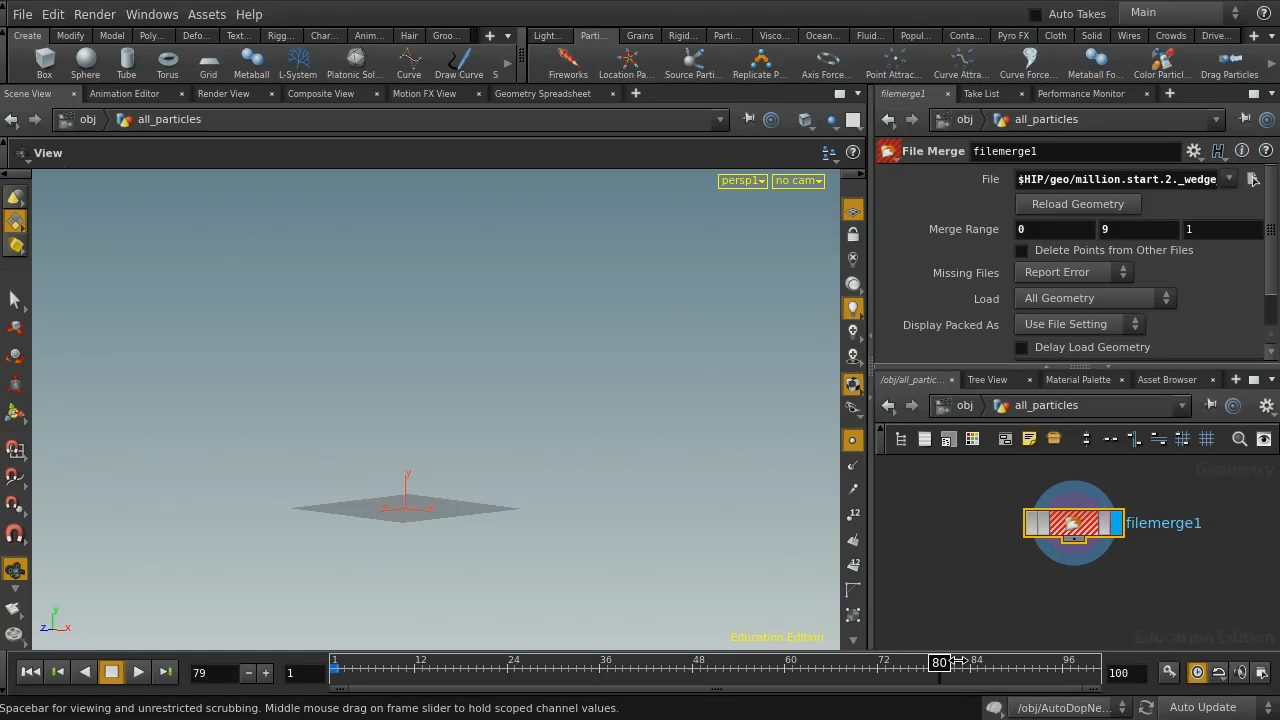 File Edit Render Windows Assets Help Auto Takes Main
Create Modify Model Poly... Defo... Text... Rigg... Char... Anim... Hair Groo... Light... Parti... Grains Rigid... Parti... Visco... Ocean... Fluid... Popul... Conta... Pyro FX Cloth Solid Wires Crowds Drive...
Box Sphere Tube Torus Grid Metaball L-System Platonic Sol... Curve Draw Curve S Fireworks Location Pa... Source Parti... Replicate P... Axis Force... Point Attrac... Curve Attra... Curve Force... Metaball Fo... Color Particl... Drag Particles
Scene View Animation Editor Render View Composite View Motion FX View Geometry Spreadsheet filemerge1 Take List Performance Monitor
obj all_particles obj all_particles
View File Merge filemerge1
persp1 no cam
File $HIP/geo/million.start.2._wedge
Reload Geometry
Merge Range 0 9 1
Delete Points from Other Files
Missing Files Report Error
Load All Geometry
Display Packed As Use File Setting
Delay Load Geometry
/obj/all_partic... Tree View Material Palette Asset Browser
obj all_particles
Geometry
filemerge1
y
z x
12
12
y
z x
Education Edition
Education Edition
79 1 1 12 24 36 48 60 72 80 84 96 100
Spacebar for viewing and unrestricted scrubbing. Middle mouse drag on frame slider to hold scoped channel values. /obj/AutoDopNe... Auto Update